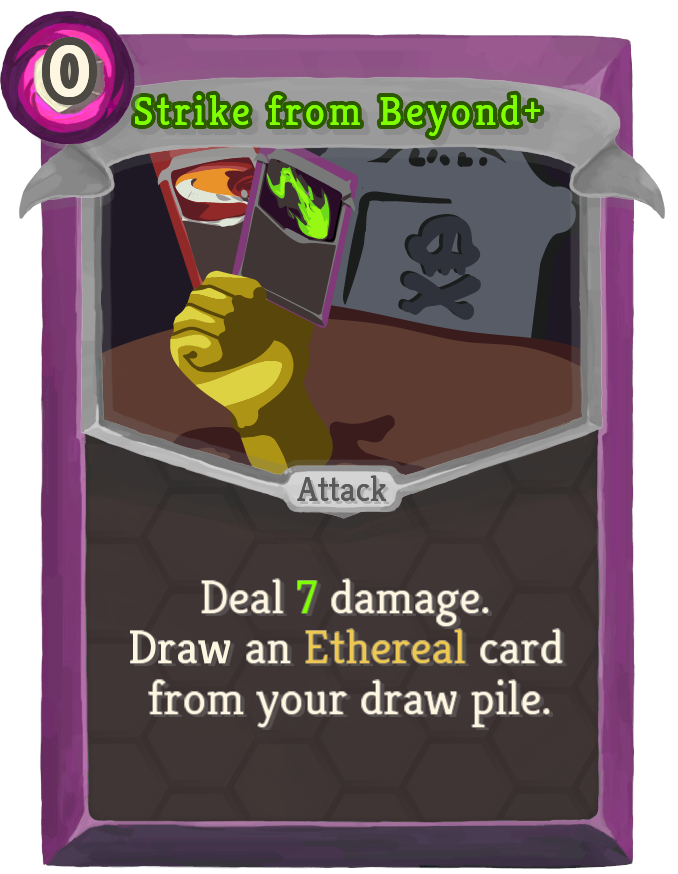 0
Strike from Beyond+
Attack
Deal 7 damage.
Draw an Ethereal card
from your draw pile.